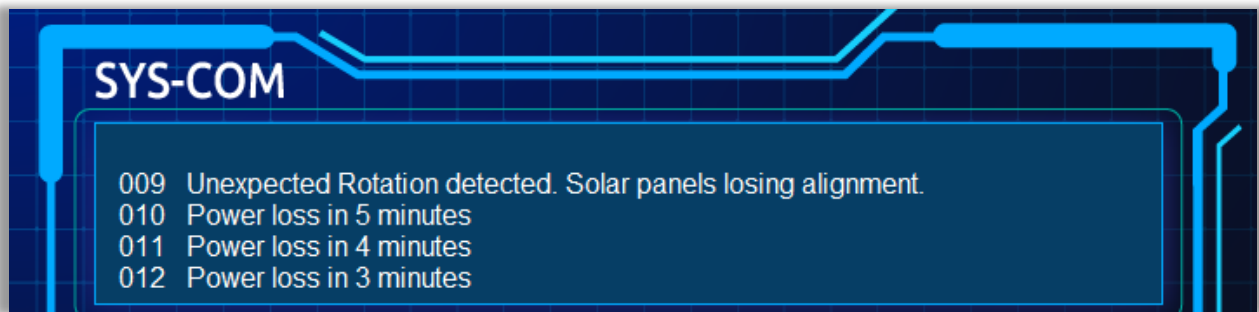 SYS-COM
009 Unexpected Rotation detected. Solar panels losing alignment.
010 Power loss in 5 minutes
011 Power loss in 4 minutes
012 Power loss in 3 minutes